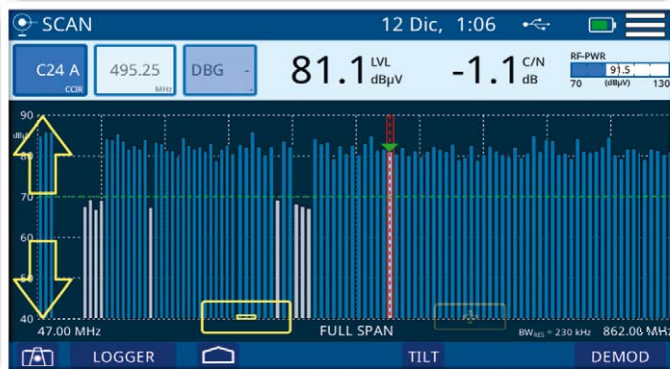 SCAN 12 Dic, 1:06
C24 A CCIR 495.25 MHz DBG - - 81.1 LVL dBµV -1.1 C/N dB RF-PWR 91.5 70 (dBµV) 130
90
dBµV
80
70
60
50
40
47.00 MHz FULL SPAN BWRES = 230 kHz 862.00 MHz
LOGGER TILT DEMOD